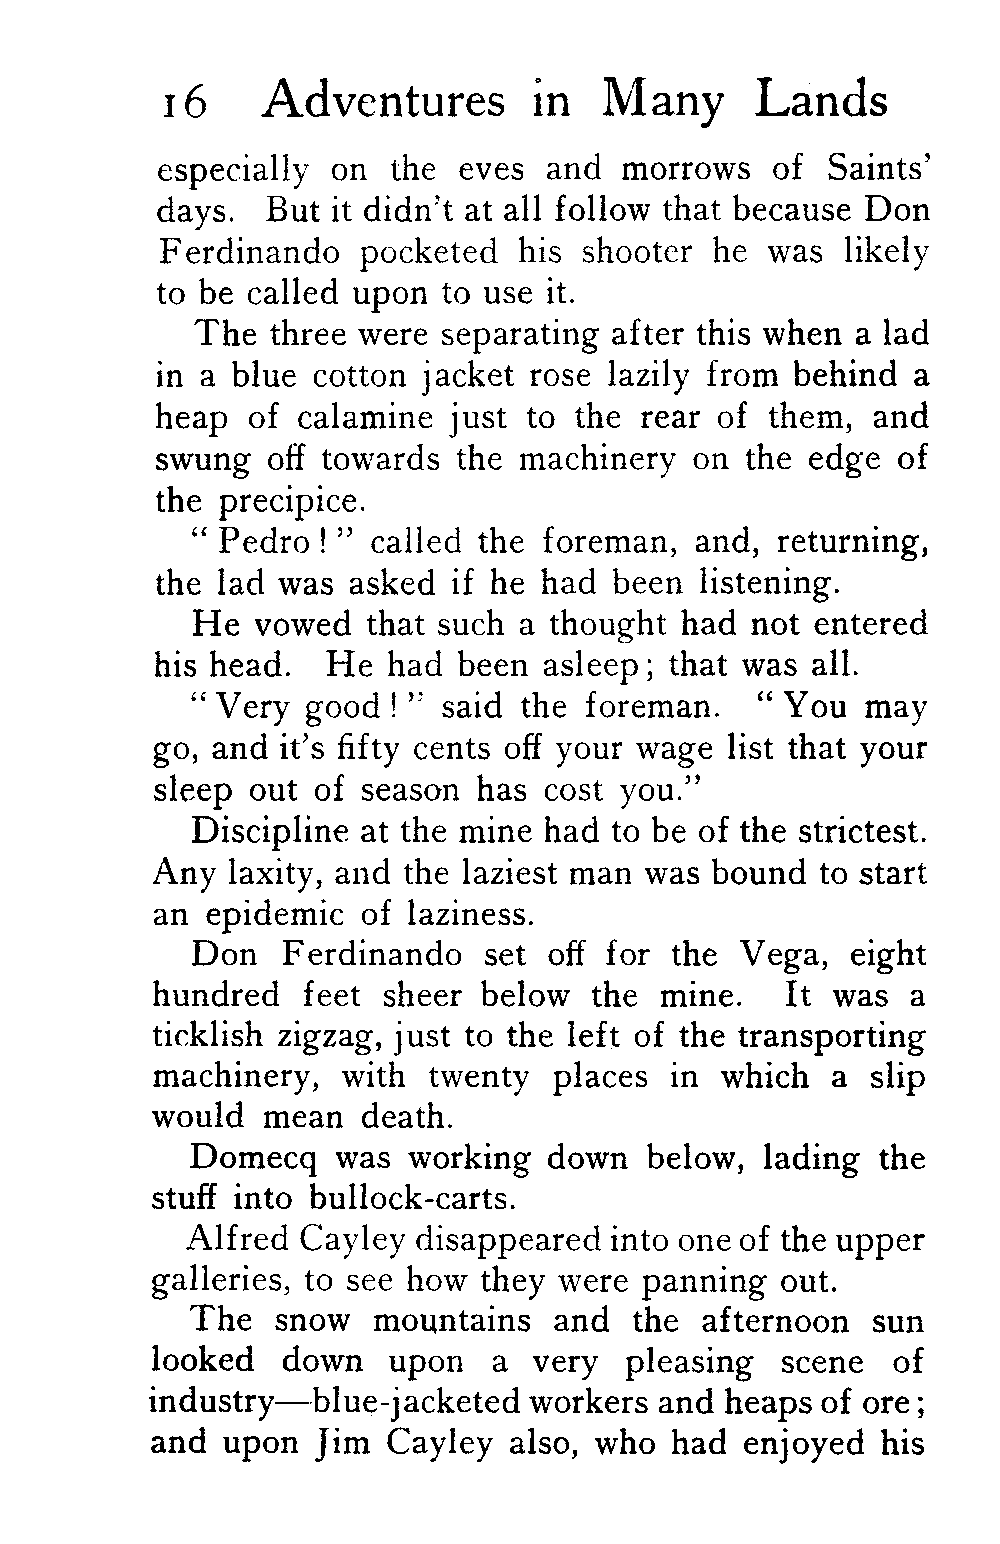 16 Adventures in Many Lands
especially on the eves and morrows of Saints'
days. But it didn't at all follow that because Don
Ferdinando pocketed his shooter he was likely
to be called upon to use it.
The three were separating after this when a lad
in a blue cotton jacket rose lazily from behind a
heap of calamine just to the rear of them, and
swung off towards the machinery on the edge of
the precipice.
“ Pedro ! ” called the foreman, and, returning,
the lad was asked if he had been listening.
He vowed that such a thought had not entered
his head. He had been asleep ; that was all.
“ Very good ! ” said the foreman. “ You may
go, and it's fifty cents off your wage list that your
sleep out of season has cost you.”
Discipline at the mine had to be of the strictest.
Any laxity, and the laziest man was bound to start
an epidemic of laziness.
Don Ferdinando set off for the Vega, eight
hundred feet sheer below the mine. It was a
ticklish zigzag, just to the left of the transporting
machinery, with twenty places in which a slip
would mean death.
Domecq was working down below, lading the
stuff into bullock-carts.
Alfred Cayley disappeared into one of the upper
galleries, to see how they were panning out.
The snow mountains and the afternoon sun
looked down upon a very pleasing scene of
industry—blue-jacketed workers and heaps of ore ;
and upon Jim Cayley also, who had enjoyed his